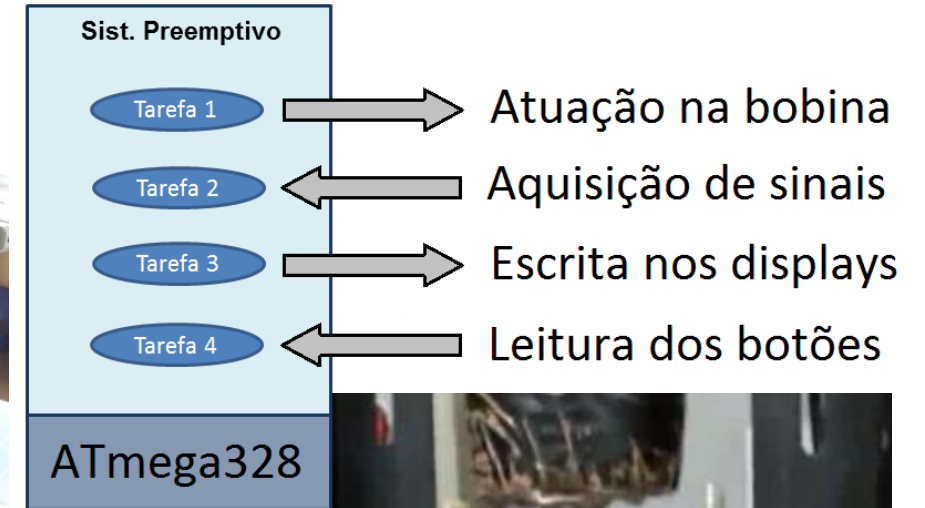 Sist. Preemptivo
Tarefa 1
Atuação na bobina
Tarefa 2
Aquisição de sinais
Tarefa 3
Escrita nos displays
Tarefa 4
Leitura dos botões
ATmega328